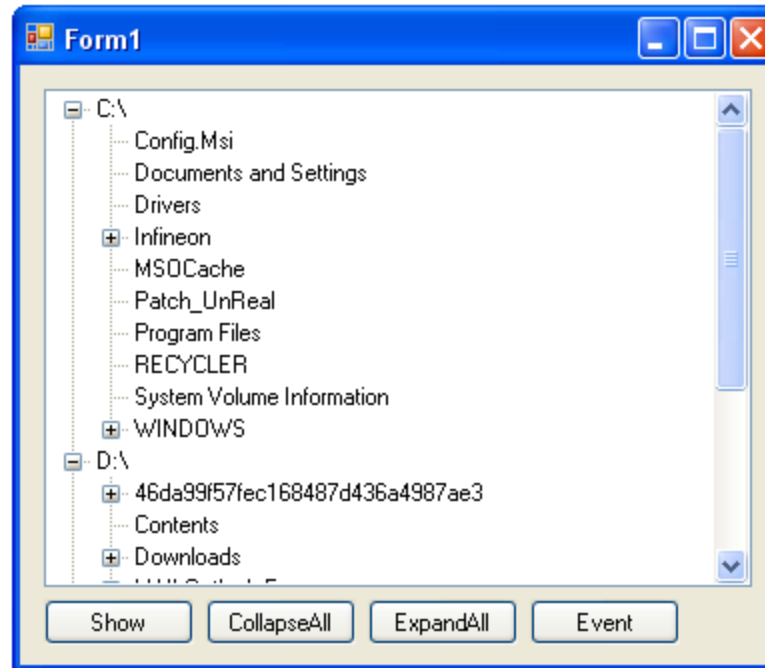 Form1
C:\
Config.Msi
Documents and Settings
Drivers
Infineon
MSOCache
Patch_UnReal
Program Files
RECYCLER
System Volume Information
WINDOWS
D:\
46da99f57fec168487d436a4987ae3
Contents
Downloads
Show CollapseAll ExpandAll Event